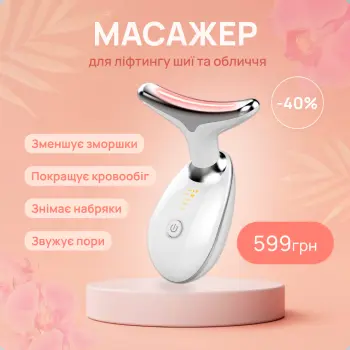 МАСАЖЕР
для ліфтингу шиї та обличчя
-40%
Зменшує зморшки
Покращує кровообіг
Знімає набряки
Звужує пори
599грн